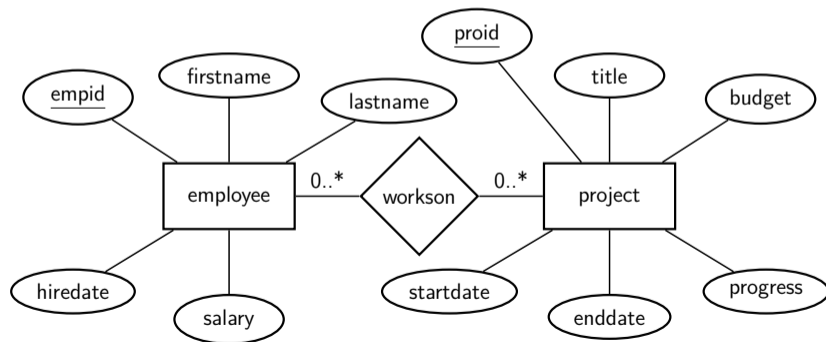 proid
firstname
title
empid
lastname
budget
employee
0..*
workson
0..*
project
hiredate
salary
startdate
enddate
progress